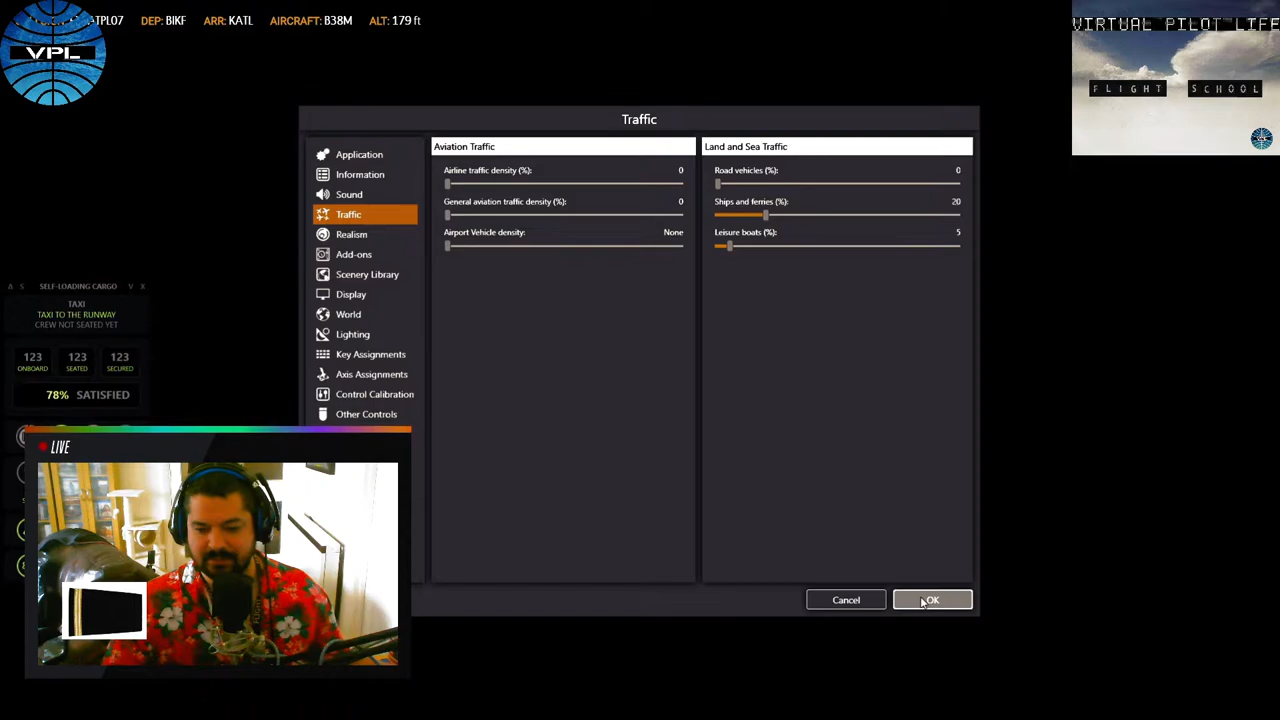 TPL07 DEP: BIKF ARR: KATL AIRCRAFT: B38M ALT: 179 ft
VPL
VIRTUAL PILOT LIFE
FLIGHT SCHOOL
Traffic
Application
Information
Sound
Traffic
Realism
Add-ons
Scenery Library
Display
World
Lighting
Key Assignments
Axis Assignments
Control Calibration
Other Controls
Aviation Traffic
Airline traffic density (%): 0
General aviation traffic density (%): 0
Airport Vehicle density: None
Land and Sea Traffic
Road vehicles (%): 0
Ships and ferries (%): 20
Leisure boats (%): 5
Cancel OK
A S SELF-LOADING CARGO V X
TAXI
TAXI TO THE RUNWAY
CREW NOT SEATED YET
123 123 123
ONBOARD SEATED SECURED
78% SATISFIED
LIVE